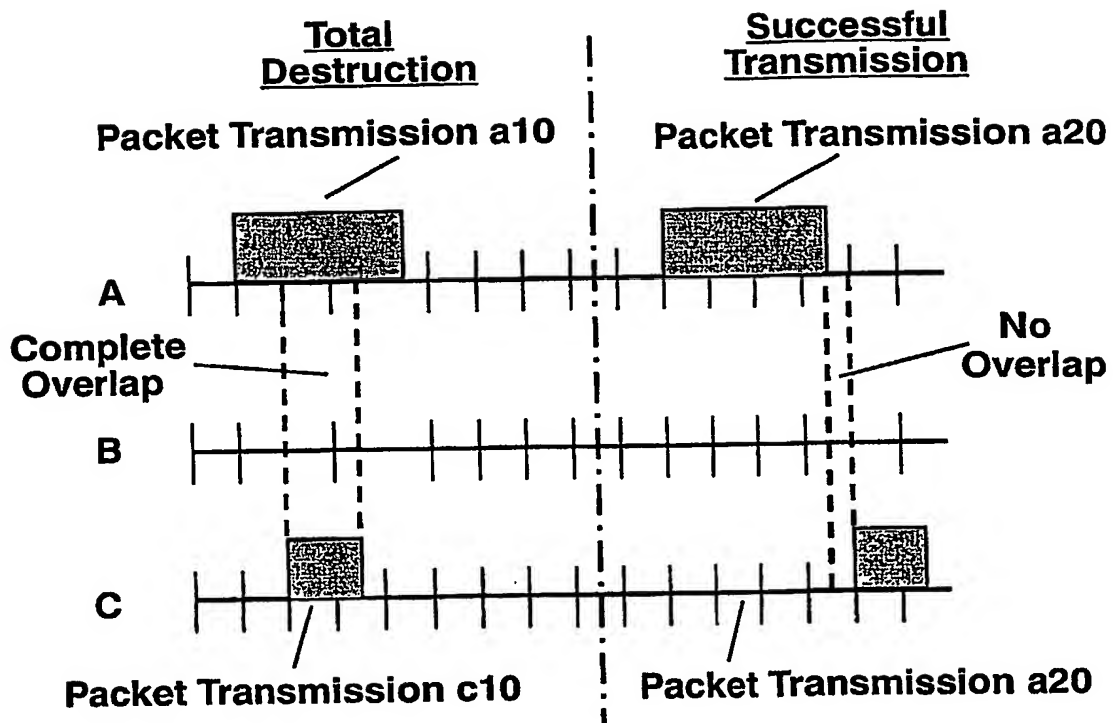 Total
Destruction
Successful
Transmission
Packet Transmission a10
Packet Transmission a20
A
Complete
Overlap
No
Overlap
B
C
Packet Transmission c10
Packet Transmission a20